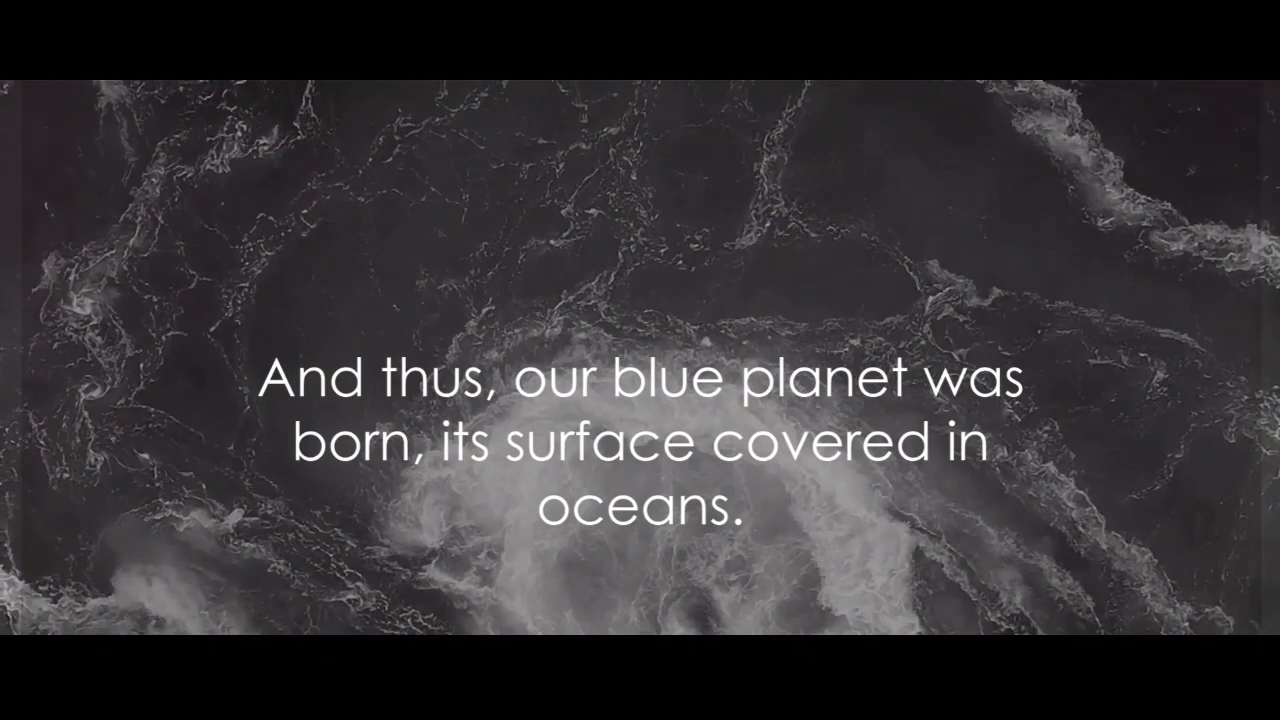 And thus, our blue planet was
born, its surface covered in
oceans.